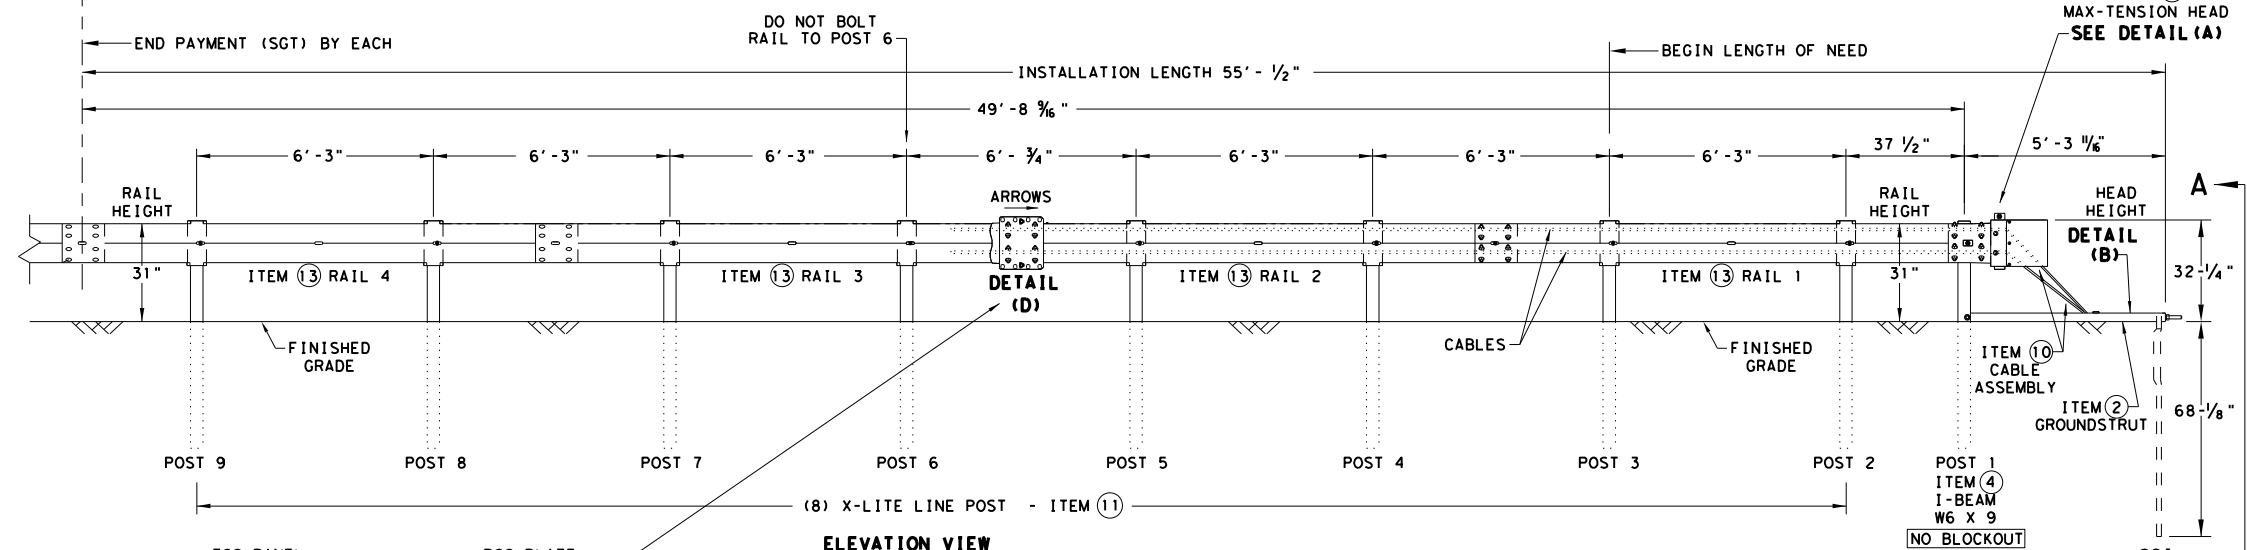 MAX-TENSION HEAD
SEE DETAIL(A)
DO NOT BOLT
RAIL TO POST 6
END PAYMENT (SGT) BY EACH
BEGIN LENGTH OF NEED
INSTALLATION LENGTH 55'- 1/2"
49'-8 9/16"
6'-3"
6'-3"
6'-3"
6'- 3/4"
6'-3"
6'-3"
6'-3"
37 1/2"
5'-3 11/16"
RAIL
HEIGHT
31"
ARROWS
RAIL
HEIGHT
31"
HEAD
HEIGHT
A
DETAIL
(B)
32-1/4"
ITEM 13 RAIL 4
ITEM 13 RAIL 3
DETAIL
(D)
ITEM 13 RAIL 2
ITEM 13 RAIL 1
FINISHED
GRADE
CABLES
FINISHED
GRADE
ITEM 10
CABLE
ASSEMBLY
ITEM 2
GROUNDSTRUT
68-1/8"
POST 9
POST 8
POST 7
POST 6
POST 5
POST 4
POST 3
POST 2
POST 1
ITEM 4
I-BEAM
W6 X 9
NO BLOCKOUT
(8) X-LITE LINE POST - ITEM 11
ELEVATION VIEW